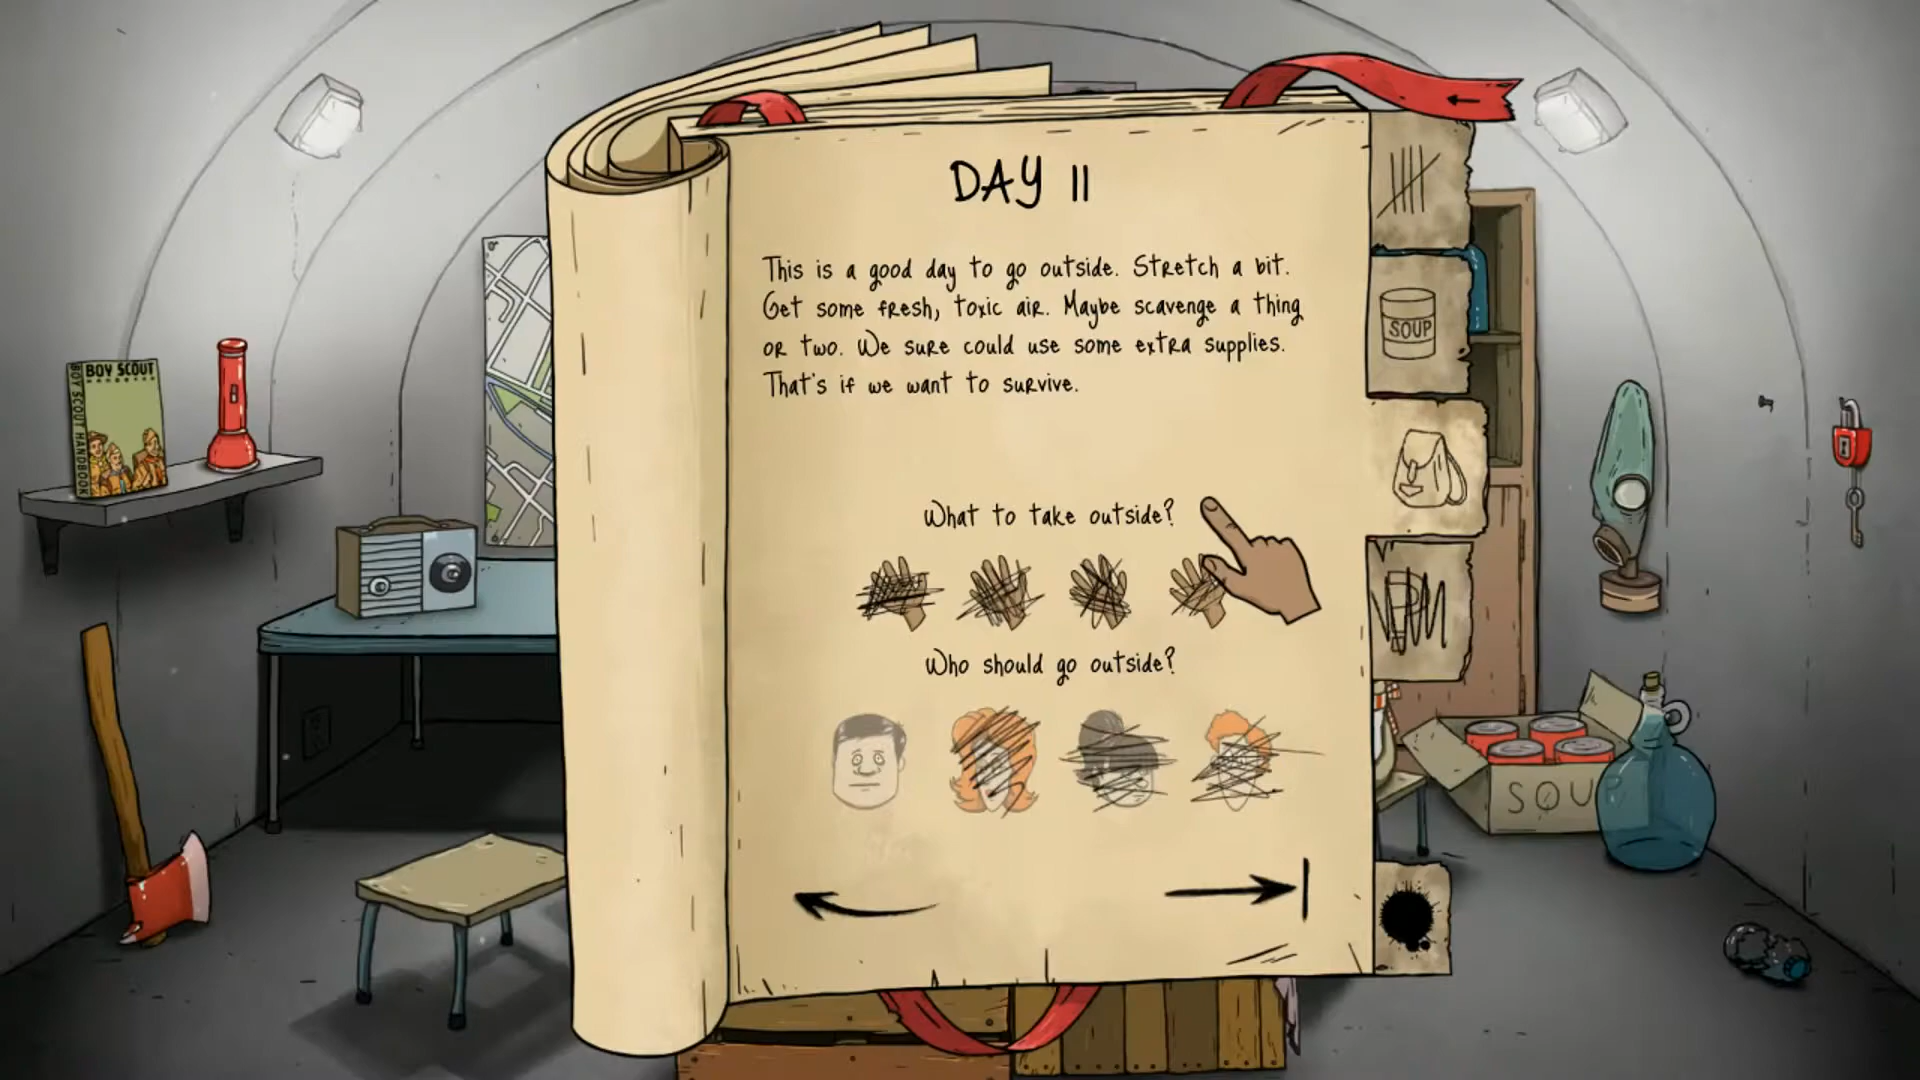 DAY 11
This is a good day to go outside. Stretch a bit.
Get some fresh, toxic air. Maybe scavenge a thing
or two. We sure could use some extra supplies.
That's if we want to survive.
What to take outside?
Who should go outside?
BOY SCOUT
BOY SCOUT HANDBOOK
SOUP
SOU